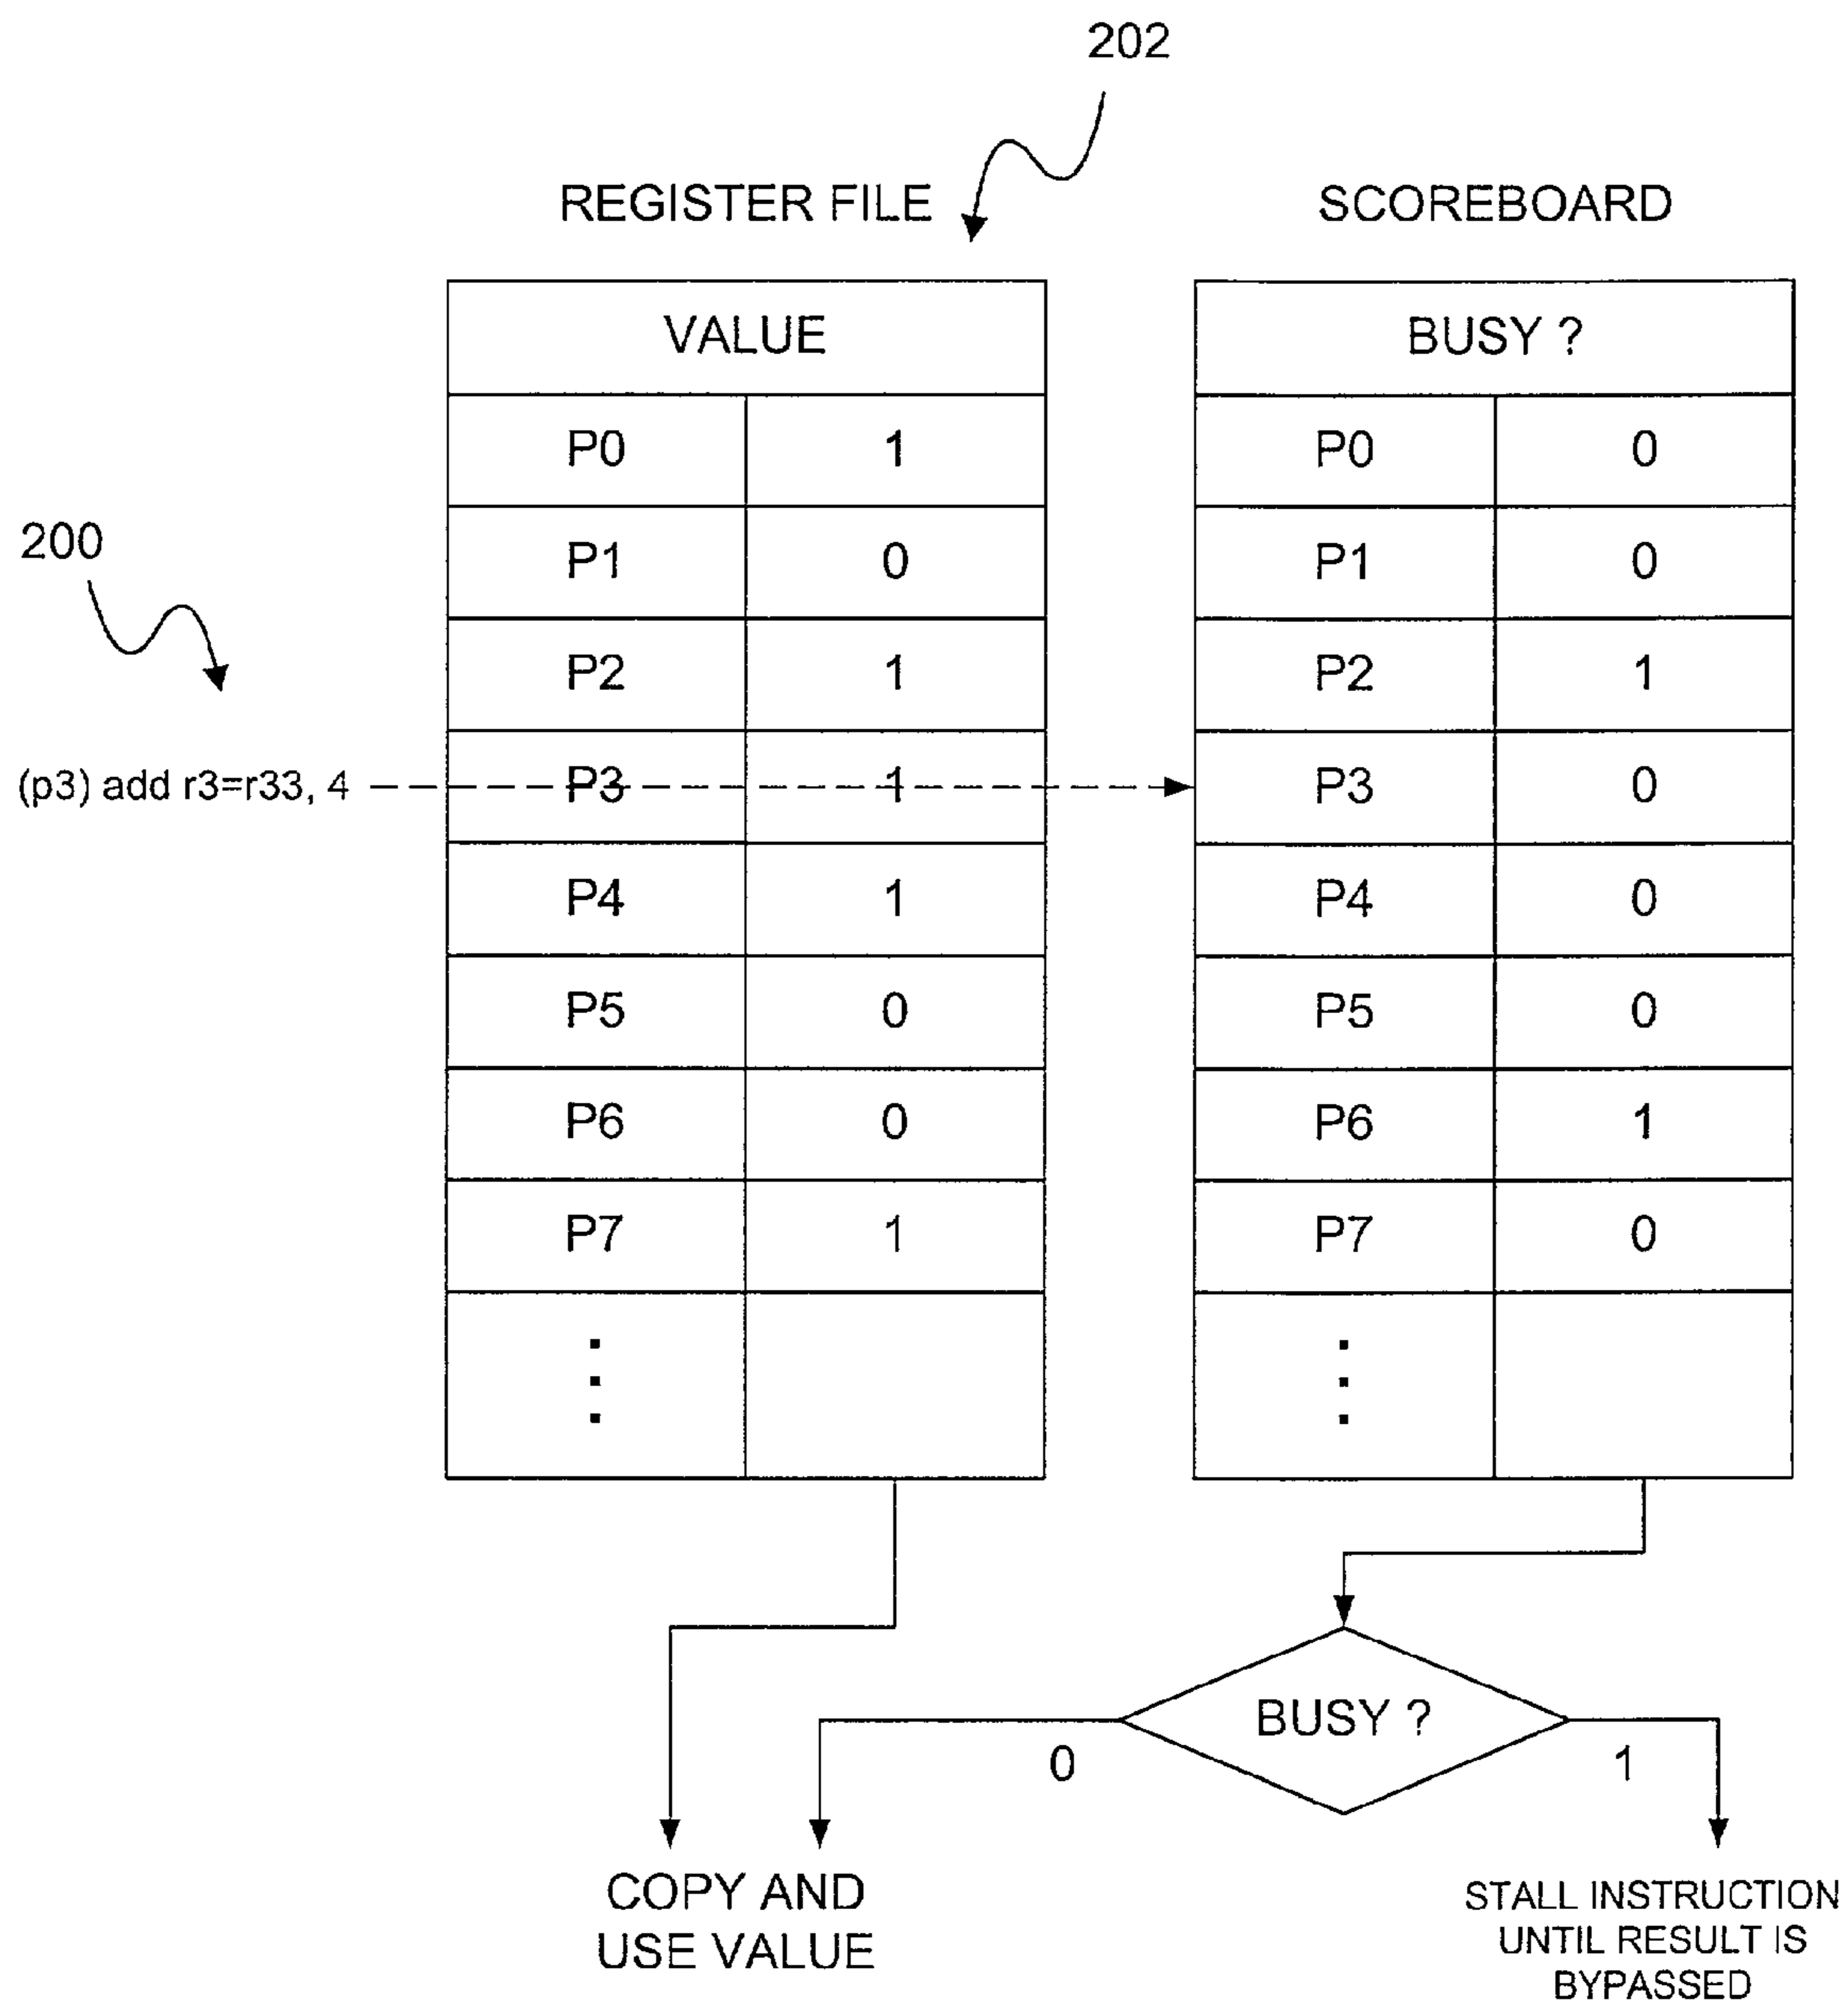 202
REGISTER FILE SCOREBOARD
VALUE BUSY ?
P0 1 P0 0
200
P1 0 P1 0
P2 1 P2 1
(p3) add r3=r33, 4 P3 1 P3 0
P4 1 P4 0
P5 0 P5 0
P6 0 P6 1
P7 1 P7 0
BUSY ?
0 1
COPY AND
USE VALUE
STALL INSTRUCTION
UNTIL RESULT IS
BYPASSED